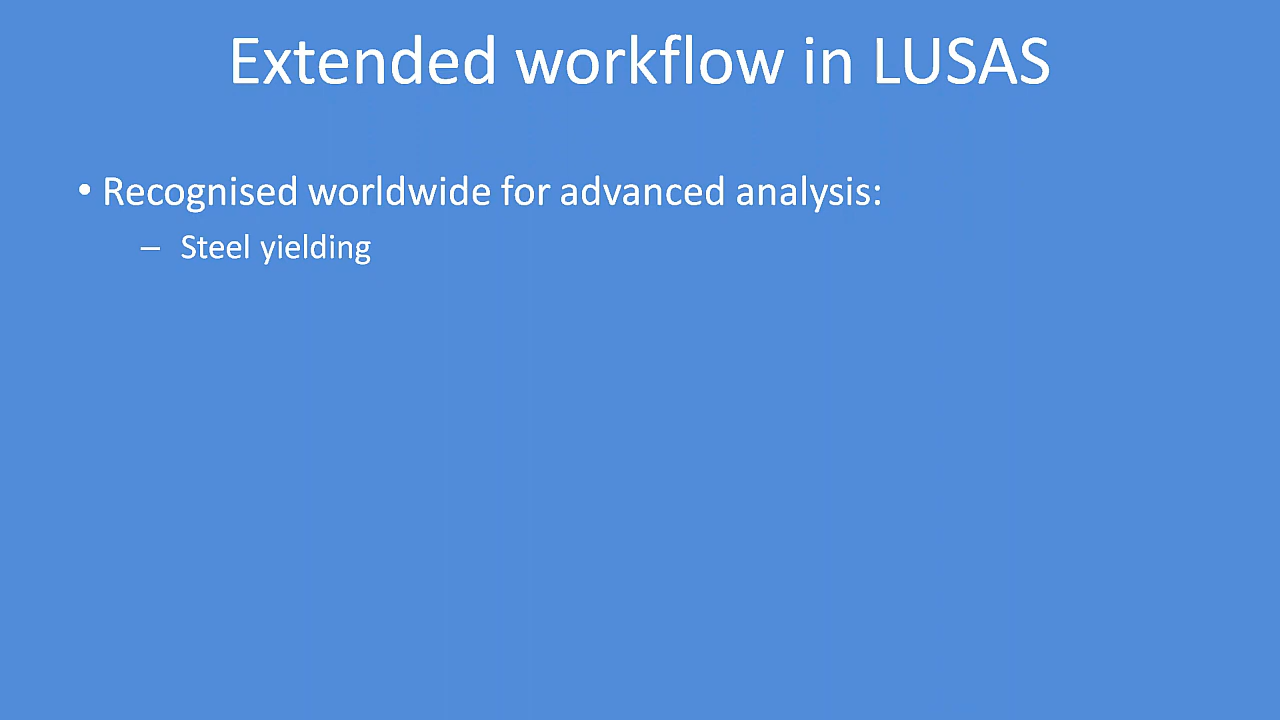 Extended workflow in LUSAS
• Recognised worldwide for advanced analysis:
– Steel yielding